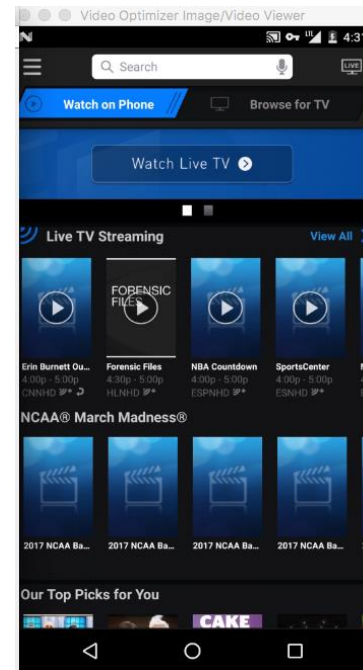 Video Optimizer Image/Video Viewer
4:31
Search
LIVE
Watch on Phone
Browse for TV
Watch Live TV
Live TV Streaming
View All
FORENSIC
FILES
Erin Burnett Ou...
Forensic Files
NBA Countdown
SportsCenter
4:00p - 5:00p
4:30p - 5:00p
4:00p - 5:00p
4:00p - 5:00p
CNNHD
HLNHD
ESPNHD
ESNHD
NCAA® March Madness®
2017 NCAA Ba...
2017 NCAA Ba...
2017 NCAA Ba...
2017 NCAA Ba...
Our Top Picks for You
CAKE